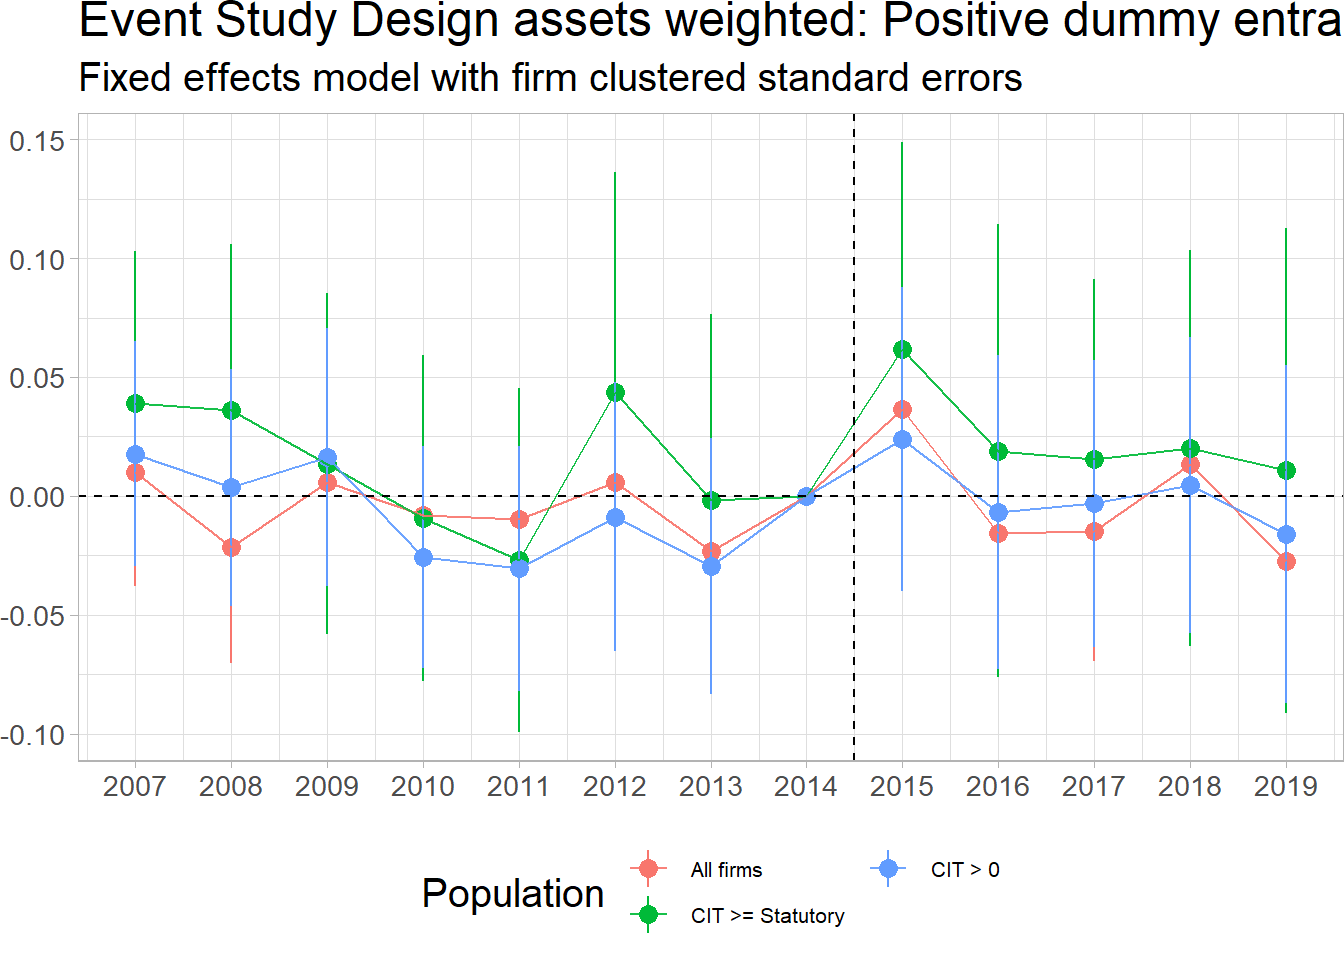 Event Study Design assets weighted: Positive dummy entra
Fixed effects model with firm clustered standard errors
0.15
0.10
0.05
0.00
-0.05
-0.10
2007 2008 2009 2010 2011 2012 2013 2014 2015 2016 2017 2018 2019
Population
All firms
CIT > 0
CIT >= Statutory